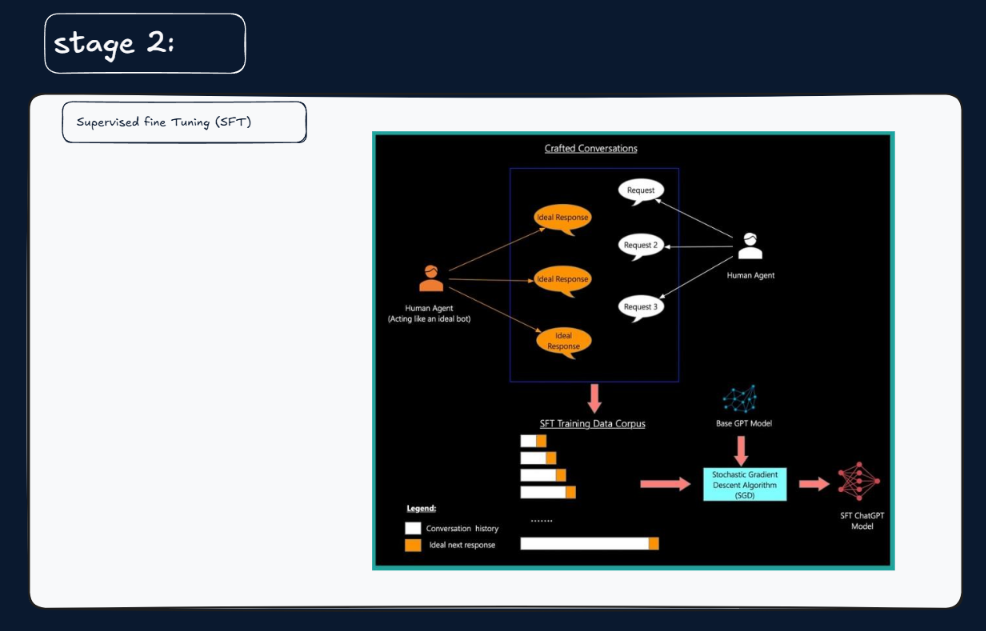 stage 2:
Supervised fine Tuning (SFT)
Crafted Conversations
Request
Ideal Response
Request 2
Human Agent
Ideal Response
Request 3
Human Agent
(Acting like an ideal bot)
Ideal
Response
SFT Training Data Corpus
Base GPT Model
Stochastic Gradient
Descent Algorithm
(SGD)
SFT ChatGPT
Model
Legend:
Conversation history
Ideal next response
.......